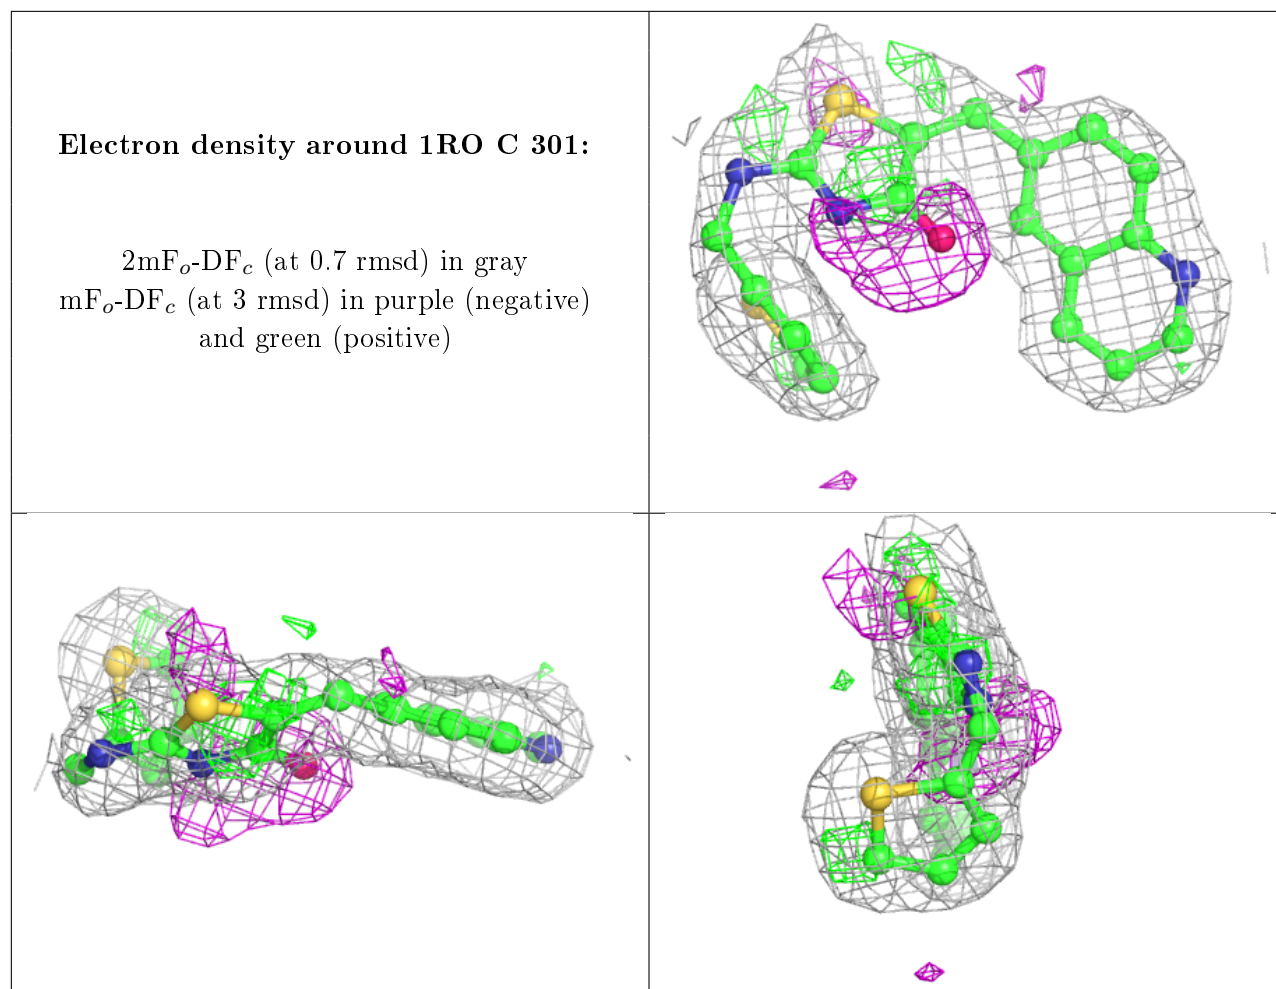 Electron density around 1RO C 301:
2mFₒ-DF𝒸 (at 0.7 rmsd) in gray
mFₒ-DF𝒸 (at 3 rmsd) in purple (negative)
and green (positive)